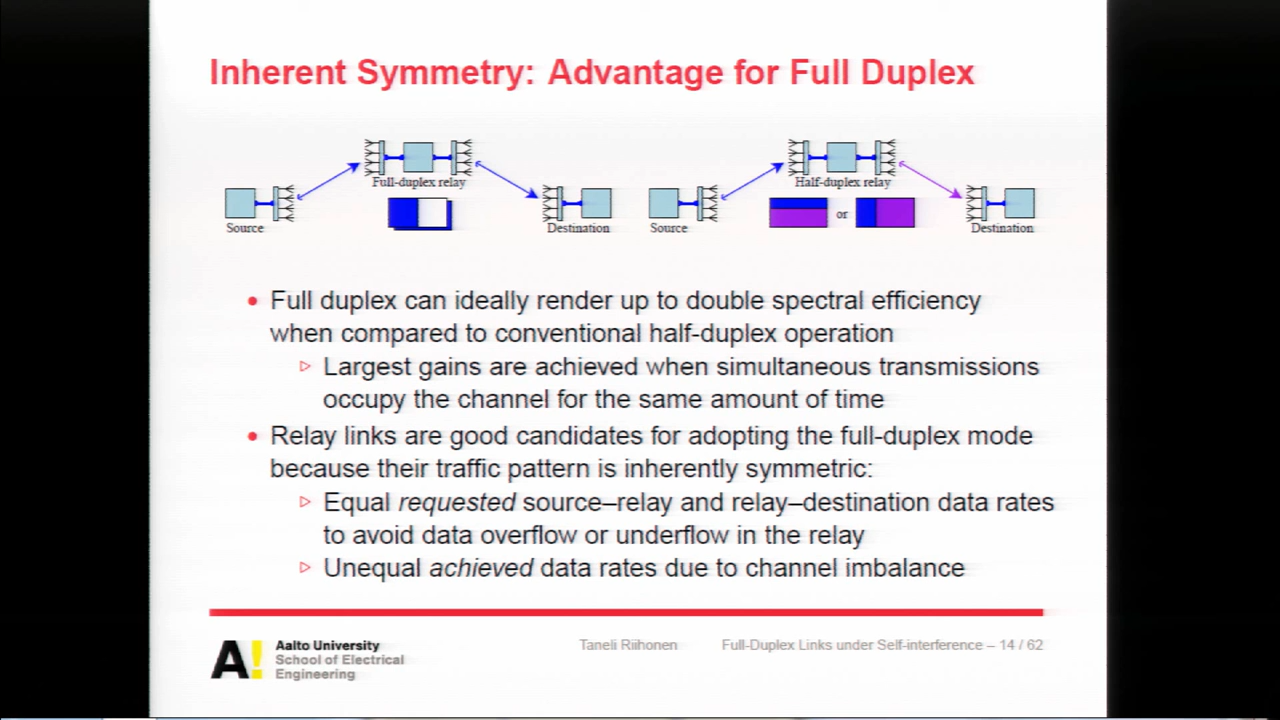 Inherent Symmetry: Advantage for Full Duplex
Full-duplex relay
Source
Destination
Half-duplex relay
Source
or
Destination
• Full duplex can ideally render up to double spectral efficiency
when compared to conventional half-duplex operation
▷ Largest gains are achieved when simultaneous transmissions
occupy the channel for the same amount of time
• Relay links are good candidates for adopting the full-duplex mode
because their traffic pattern is inherently symmetric:
▷ Equal requested source–relay and relay–destination data rates
to avoid data overflow or underflow in the relay
▷ Unequal achieved data rates due to channel imbalance
A! Aalto University
School of Electrical
Engineering
Taneli Riihonen
Full-Duplex Links under Self-interference – 14 / 62